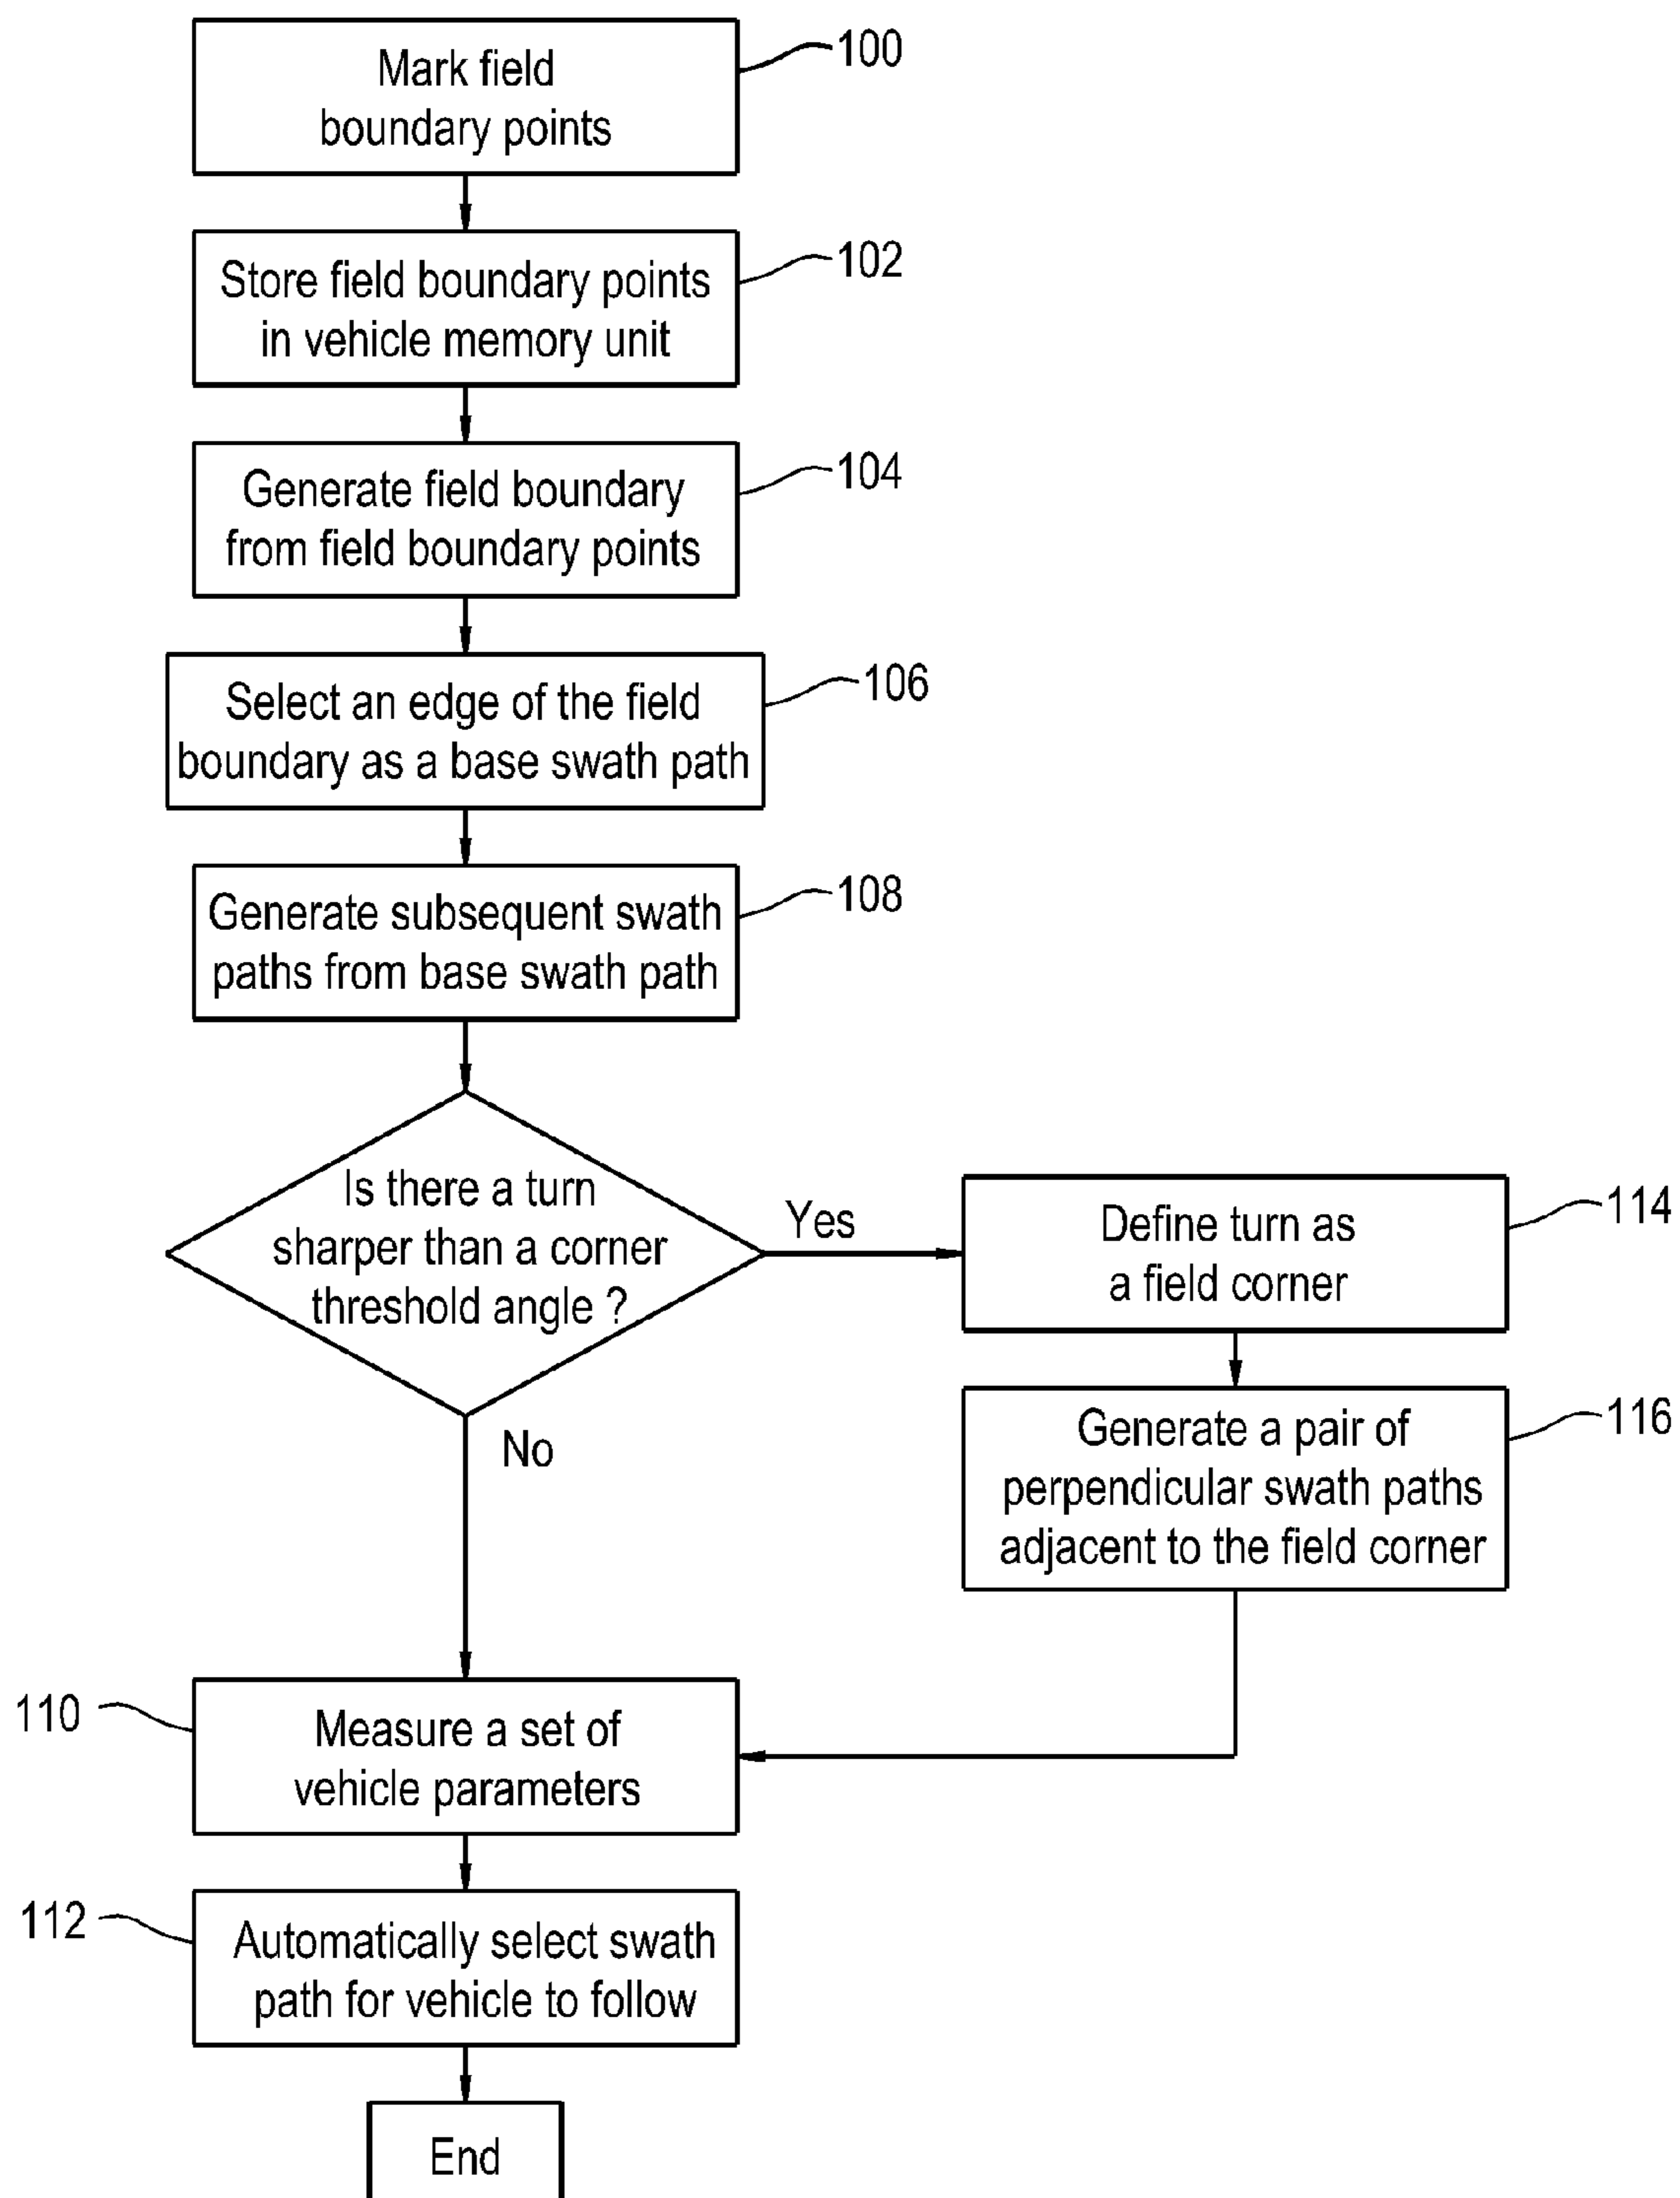 Mark field
boundary points
100
Store field boundary points
in vehicle memory unit
102
Generate field boundary
from field boundary points
104
Select an edge of the field
boundary as a base swath path
106
Generate subsequent swath
paths from base swath path
108
Is there a turn
sharper than a corner
threshold angle ?
Yes
No
Define turn as
a field corner
114
Generate a pair of
perpendicular swath paths
adjacent to the field corner
116
110
Measure a set of
vehicle parameters
112
Automatically select swath
path for vehicle to follow
End